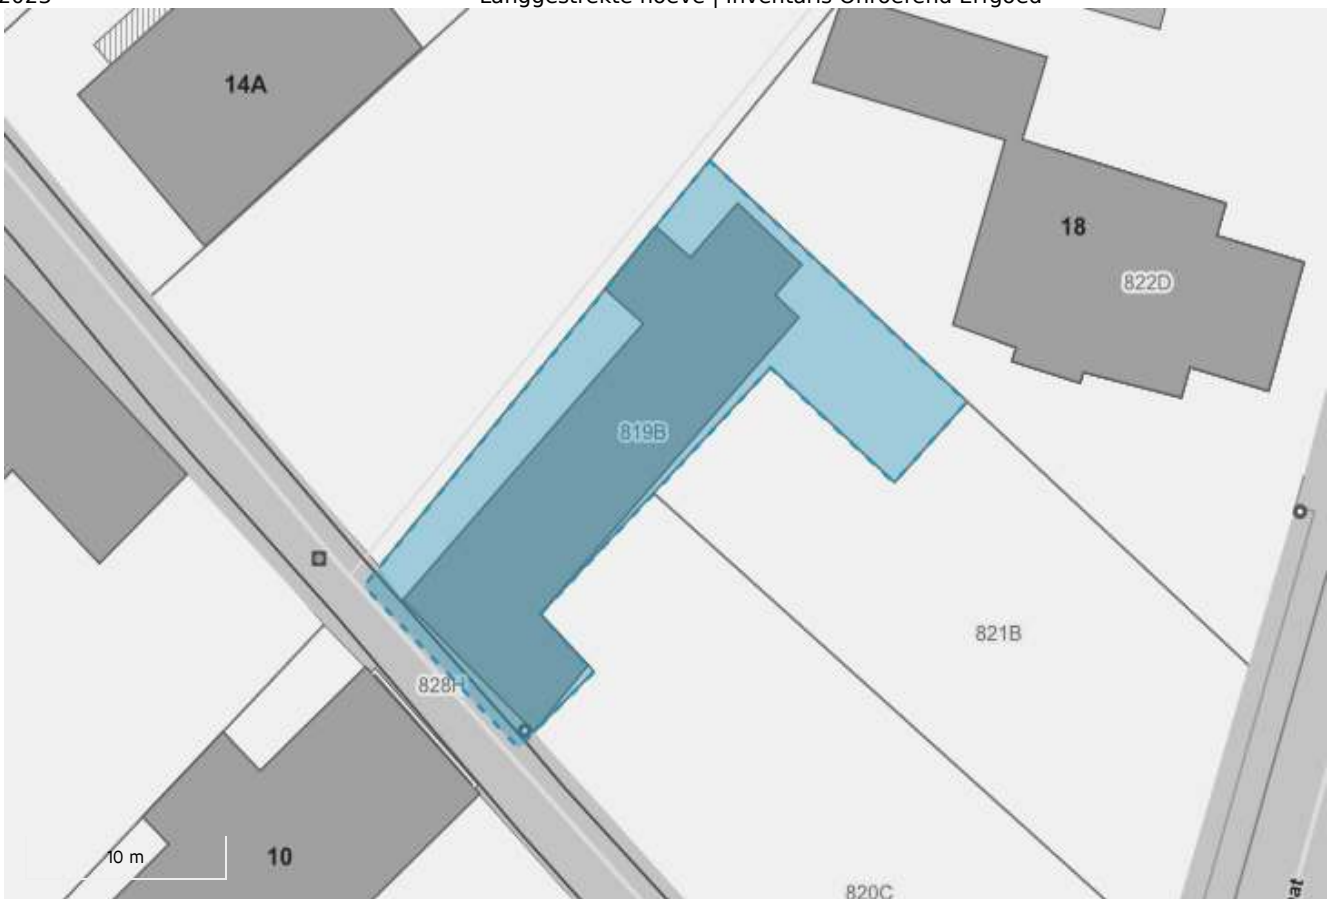 Langgestrekte hoeve | Inventaris Onroerend Erfgoed
14A
18
822D
819B
821B
828H
10 m
10
820C